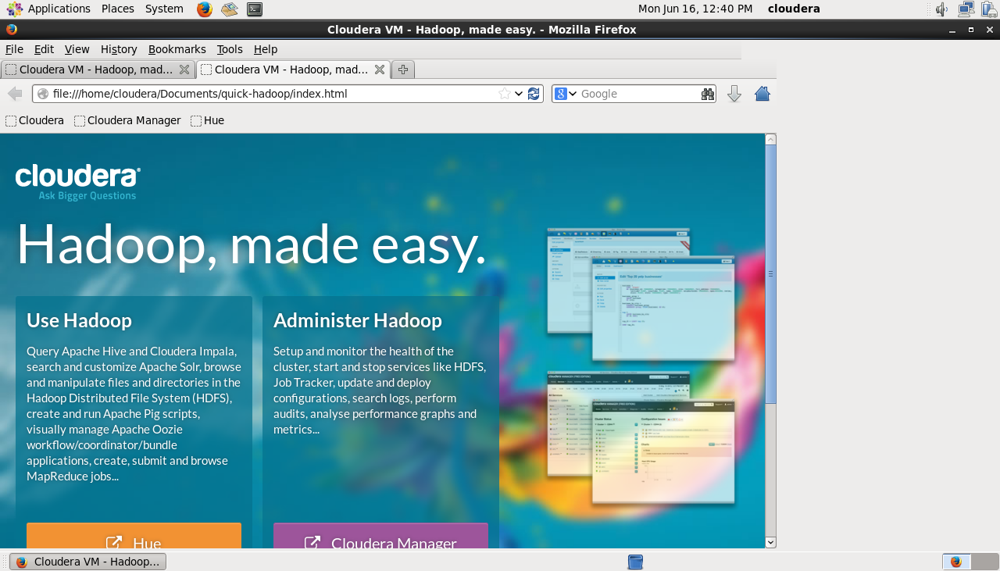 Applications Places System
Mon Jun 16, 12:40 PM cloudera
Cloudera VM - Hadoop, made easy. - Mozilla Firefox
File Edit View History Bookmarks Tools Help
Cloudera VM - Hadoop, mad... Cloudera VM - Hadoop, mad...
file:///home/cloudera/Documents/quick-hadoop/index.html
Google
Cloudera Cloudera Manager Hue
cloudera®
Ask Bigger Questions
Hadoop, made easy.
Use Hadoop
Query Apache Hive and Cloudera Impala,
search and customize Apache Solr, browse
and manipulate files and directories in the
Hadoop Distributed File System (HDFS),
create and run Apache Pig scripts,
visually manage Apache Oozie
workflow/coordinator/bundle
applications, create, submit and browse
MapReduce jobs...
Hue
Administer Hadoop
Setup and monitor the health of the
cluster, start and stop services like HDFS,
Job Tracker, update and deploy
configurations, search logs, perform
audits, analyse performance graphs and
metrics...
Cloudera Manager
Cloudera VM - Hadoop...